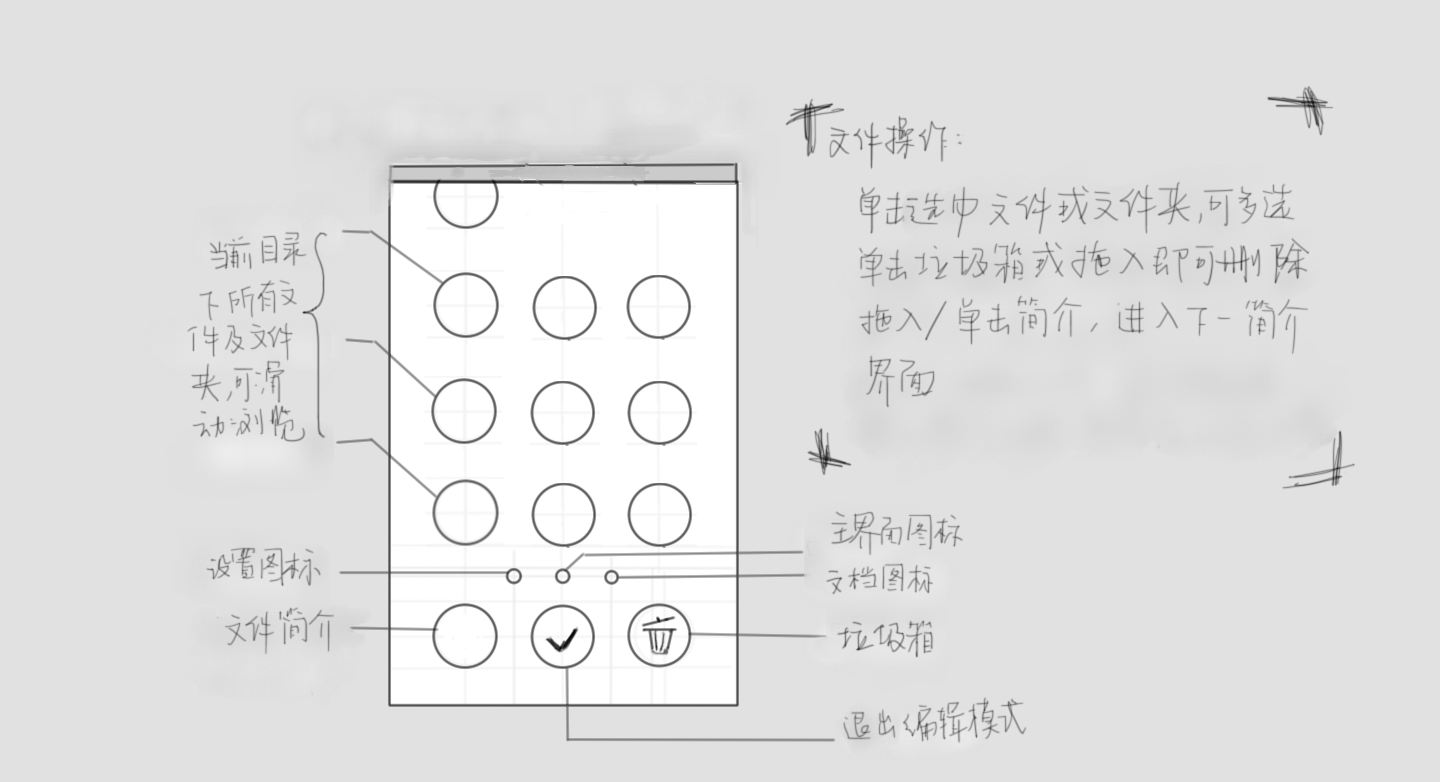 当前目录
下所有文
件及文件
夹,可滑
动浏览
设置图标
文件简介
文件操作:
单击选中文件或文件夹,可多选
单击垃圾箱或拖入即可删除
拖入/单击简介,进入下一简介
界面
主界面图标
文档图标
垃圾箱
退出编辑模式